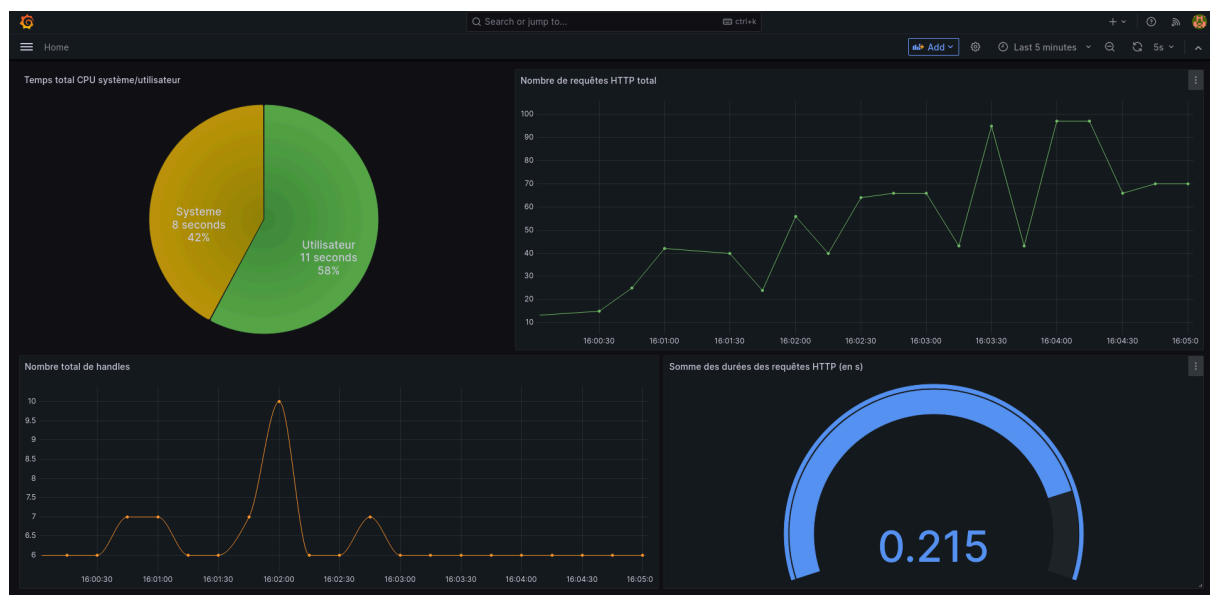 Search or jump to... ctrl+k
Home
Add Last 5 minutes 5s
Temps total CPU système/utilisateur
Systeme
8 seconds
42%
Utilisateur
11 seconds
58%
Nombre de requêtes HTTP total
100
90
80
70
60
50
40
30
20
10
16:00:30 16:01:00 16:01:30 16:02:00 16:02:30 16:03:00 16:03:30 16:04:00 16:04:30 16:05:0
Nombre total de handles
10
9.5
9
8.5
8
7.5
7
6.5
6
16:00:30 16:01:00 16:01:30 16:02:00 16:02:30 16:03:00 16:03:30 16:04:00 16:04:30 16:05:0
Somme des durées des requêtes HTTP (en s)
0.215